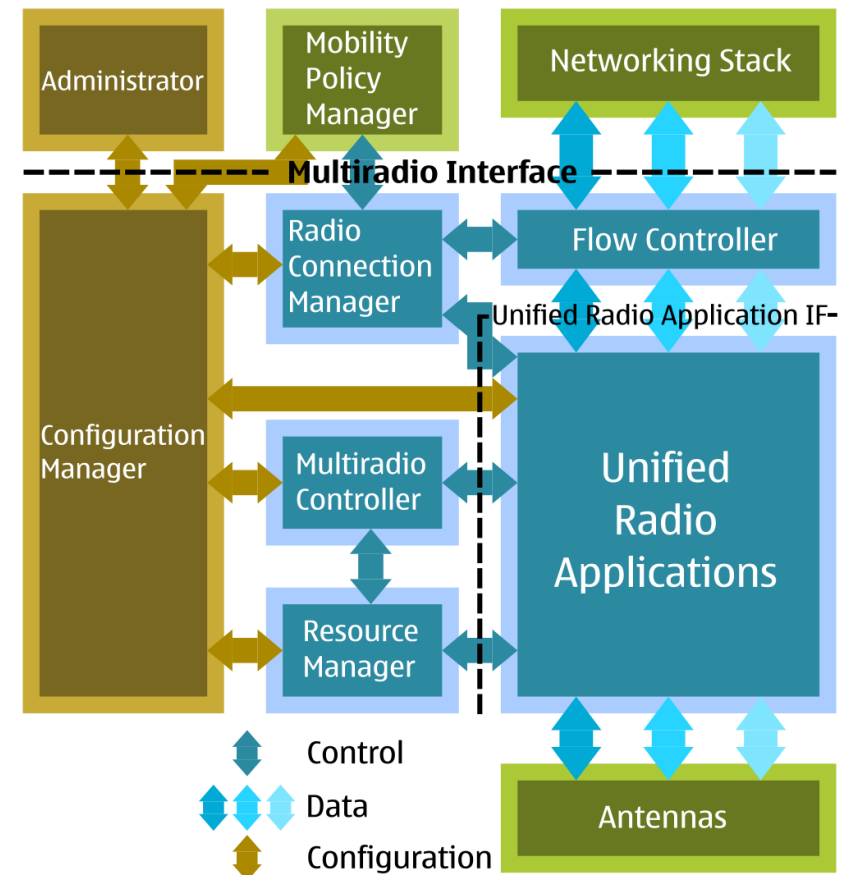 Administrator
Mobility
Policy
Manager
Networking Stack
Multiradio Interface
Radio
Connection
Manager
Flow Controller
Unified Radio Application IF
Configuration
Manager
Multiradio
Controller
Unified
Radio
Applications
Resource
Manager
Control
Data
Configuration
Antennas